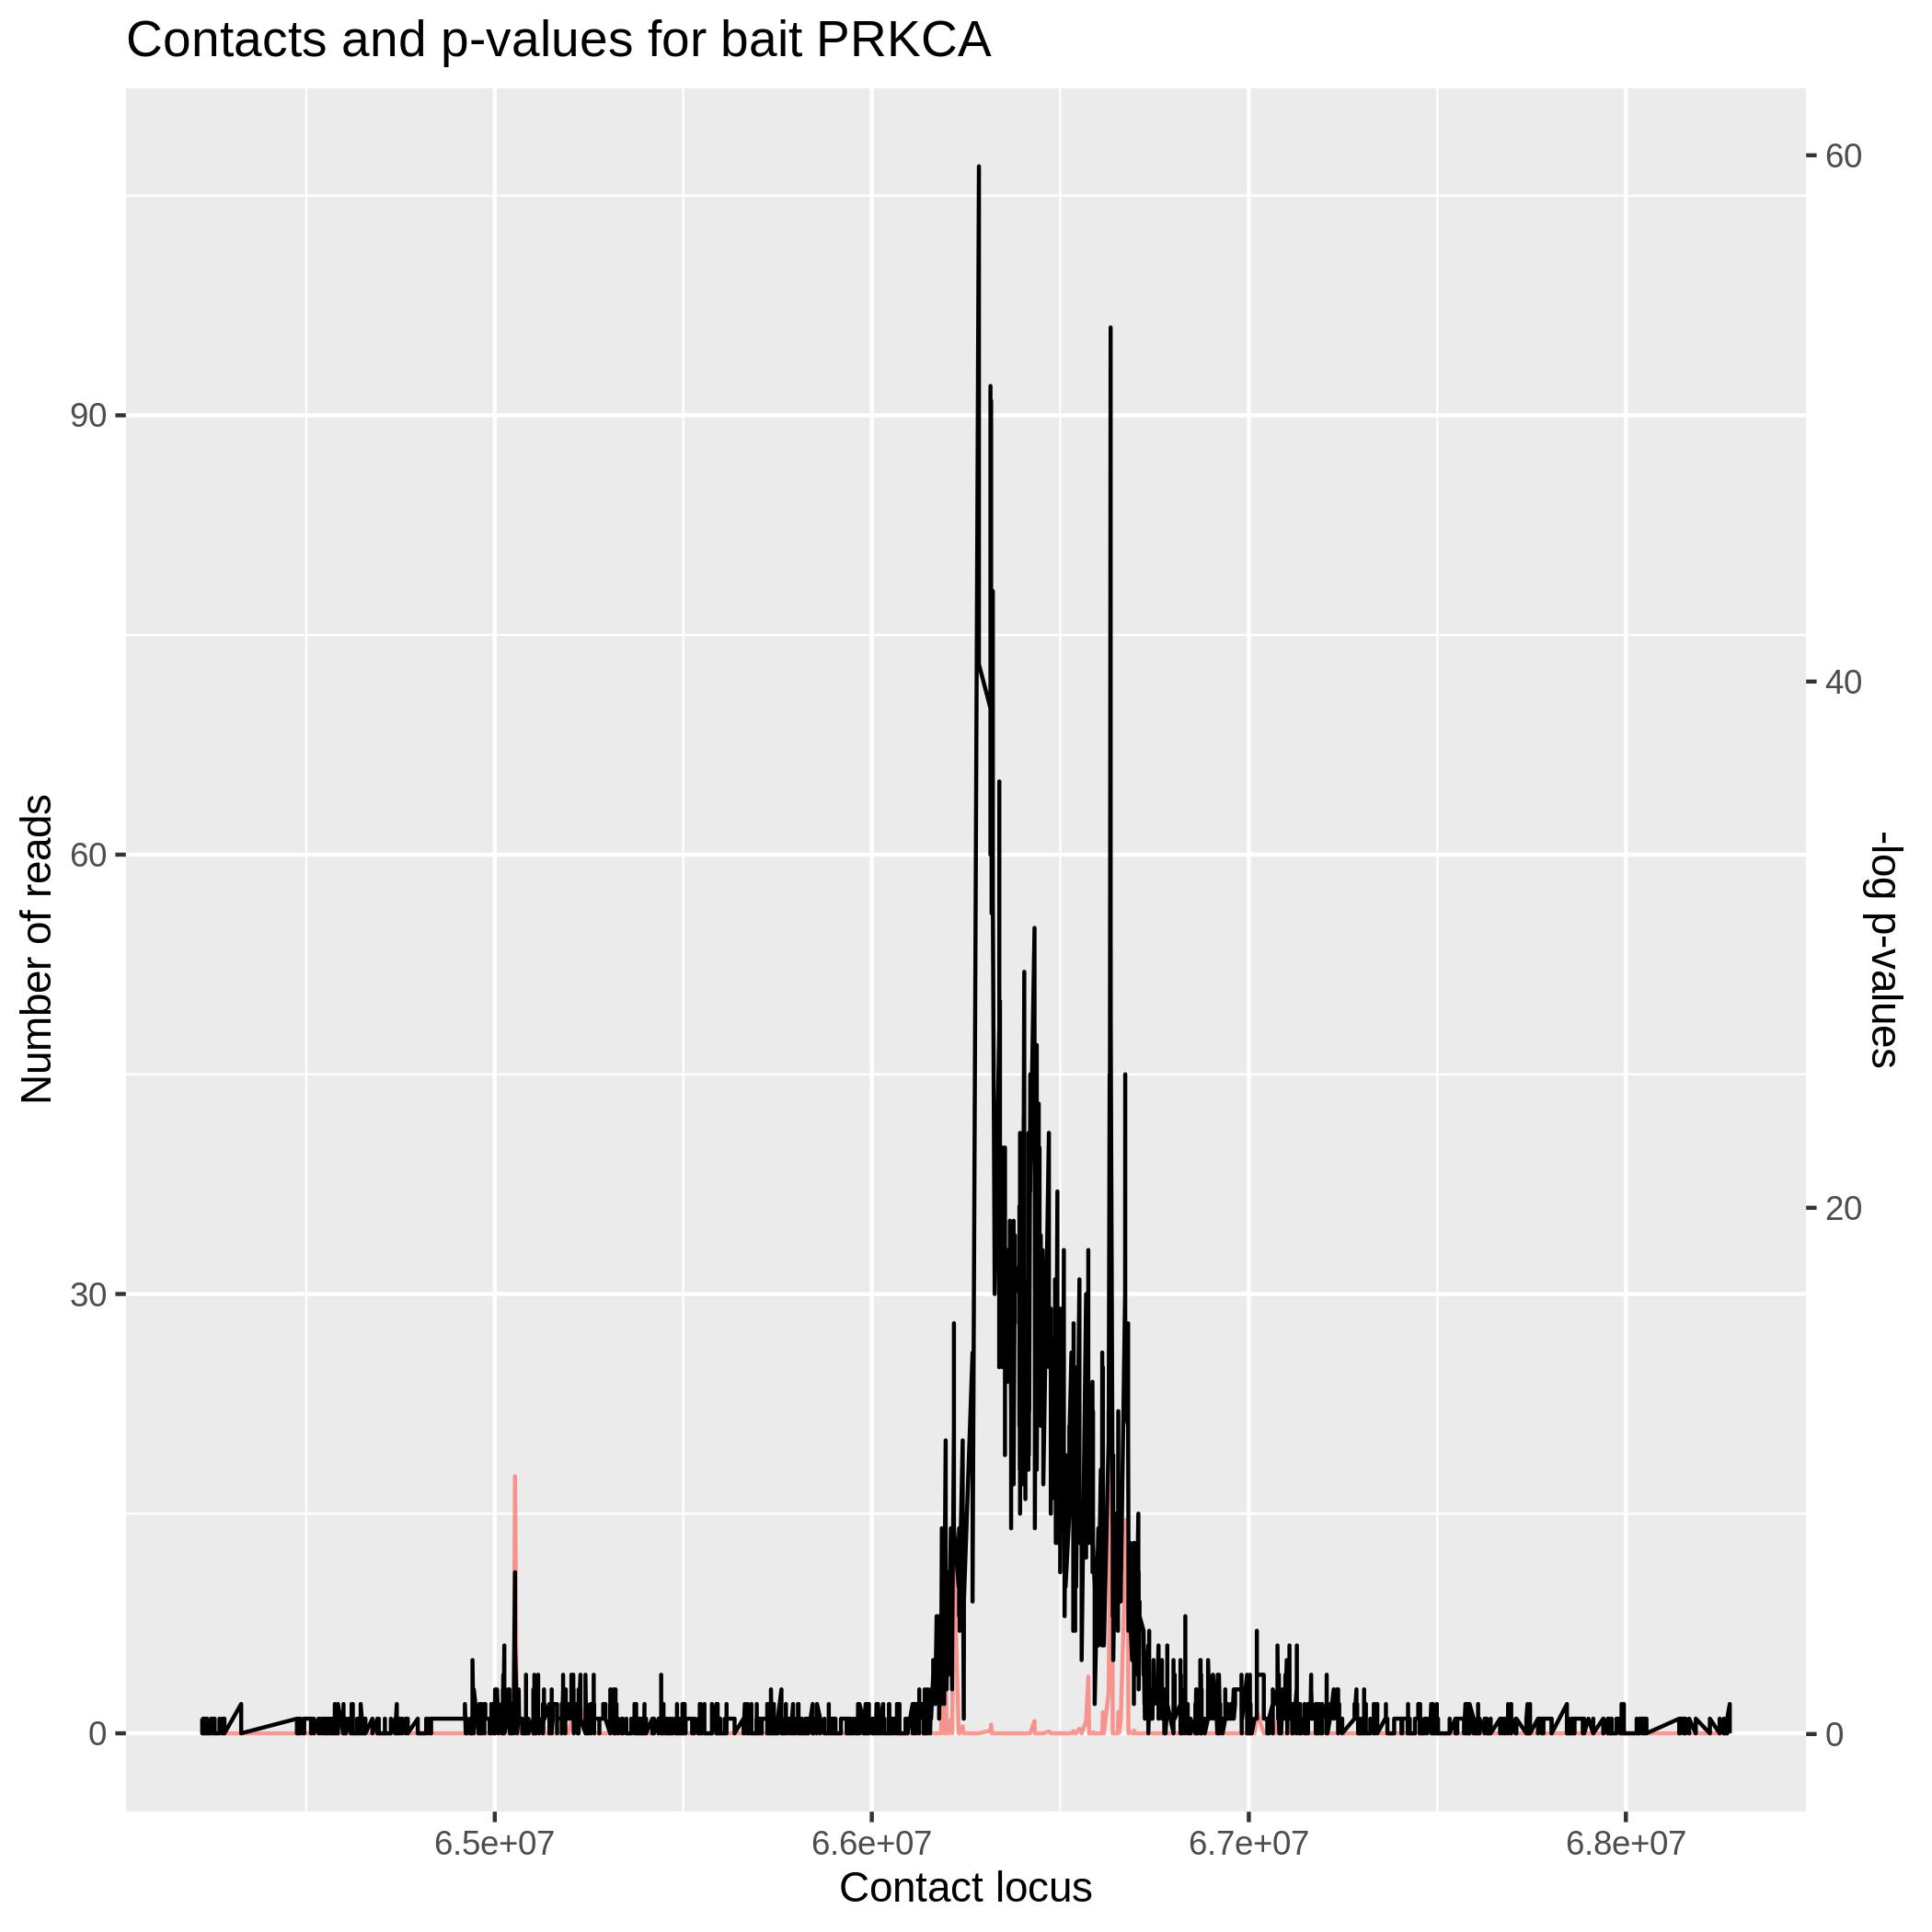 Contacts and p-values for bait PRKCA
90
60
30
0
Number of reads
60
40
20
0
-log p-values
6.5e+07
6.6e+07
6.7e+07
6.8e+07
Contact locus